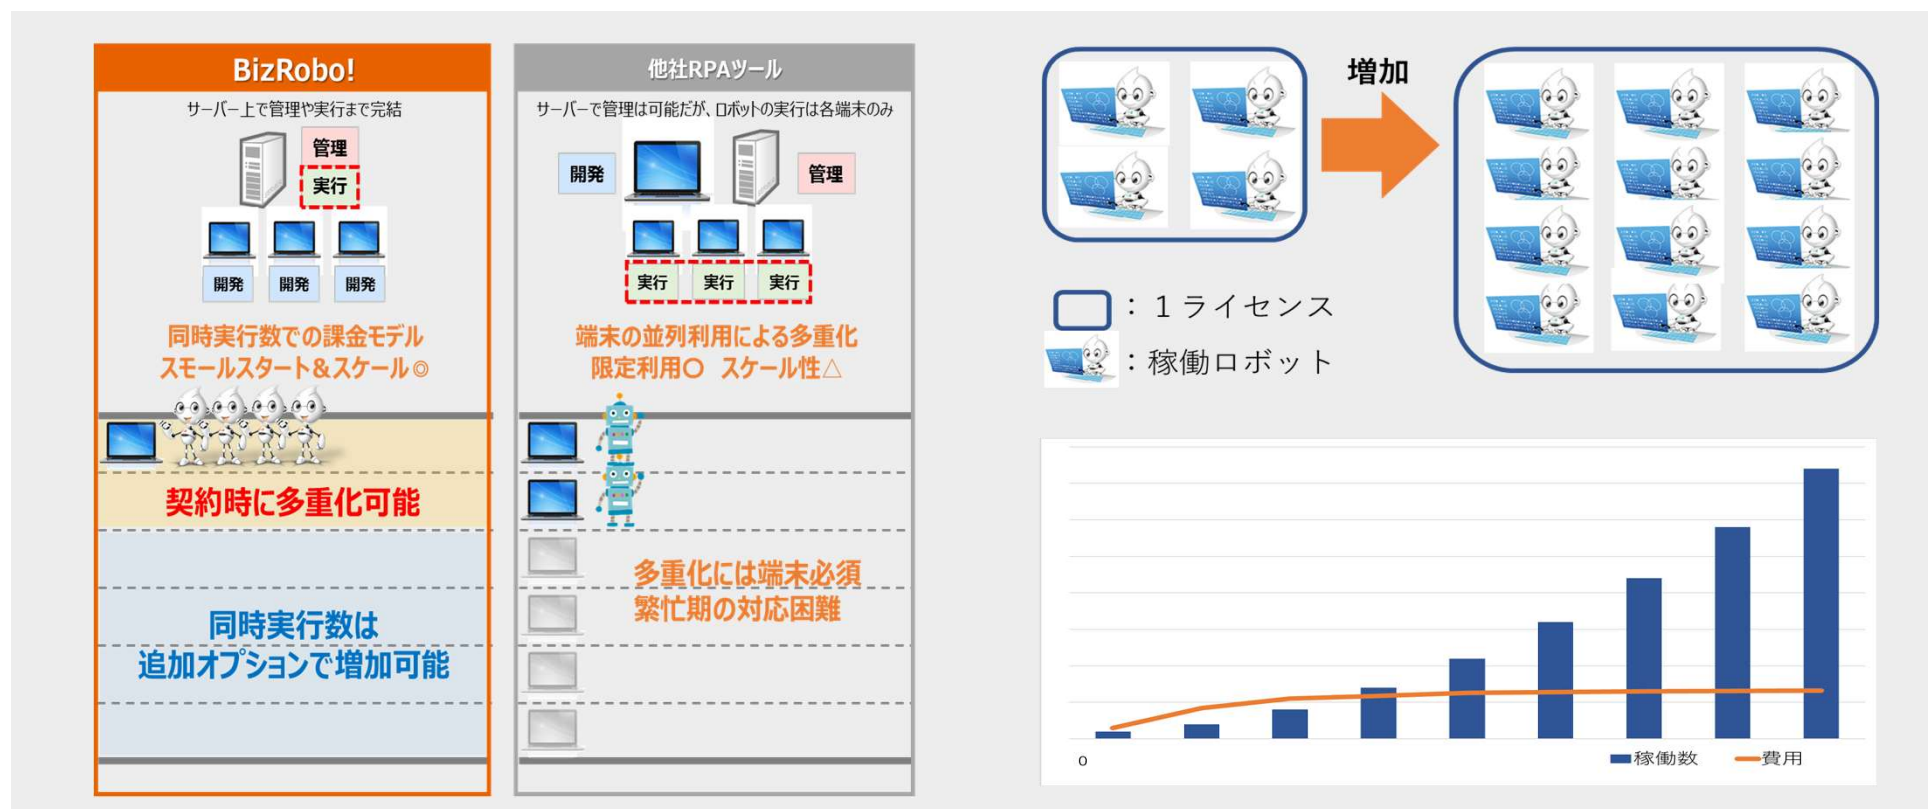 BizRobo!
サーバー上で管理や実行まで完結
管理
実行
開発
開発
開発
同時実行数での課金モデル
スモールスタート＆スケール◎
契約時に多重化可能
同時実行数は
追加オプションで増加可能
他社RPAツール
サーバーで管理は可能だが、ロボットの実行は各端末のみ
開発
管理
実行
実行
実行
端末の並列利用による多重化
限定利用〇 スケール性△
多重化には端末必須
繁忙期の対応困難
増加
：１ライセンス
：稼働ロボット
0
稼働数
費用